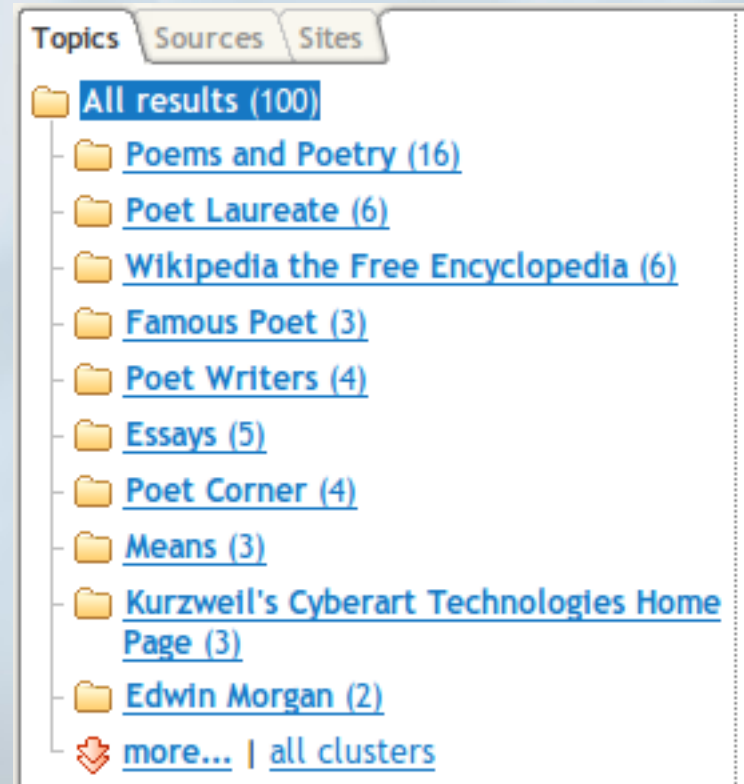 Topics Sources Sites
All results (100)
Poems and Poetry (16)
Poet Laureate (6)
Wikipedia the Free Encyclopedia (6)
Famous Poet (3)
Poet Writers (4)
Essays (5)
Poet Corner (4)
Means (3)
Kurzweil's Cyberart Technologies Home
Page (3)
Edwin Morgan (2)
more... | all clusters